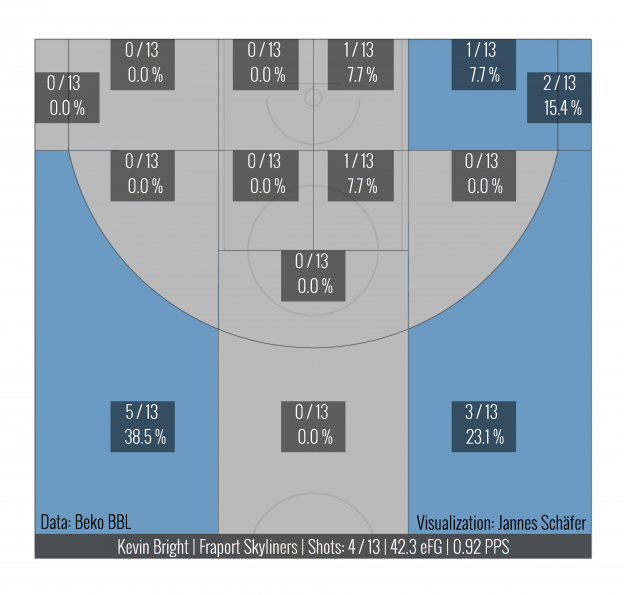 0 / 13
0.0 %
0 / 13
0.0 %
1 / 13
7.7 %
1 / 13
7.7 %
0 / 13
0.0 %
2 / 13
15.4 %
0 / 13
0.0 %
0 / 13
0.0 %
1 / 13
7.7 %
0 / 13
0.0 %
0 / 13
0.0 %
5 / 13
38.5 %
0 / 13
0.0 %
3 / 13
23.1 %
Data: Beko BBL
Visualization: Jannes Schäfer
Kevin Bright | Fraport Skyliners | Shots: 4 / 13 | 42.3 eFG | 0.92 PPS